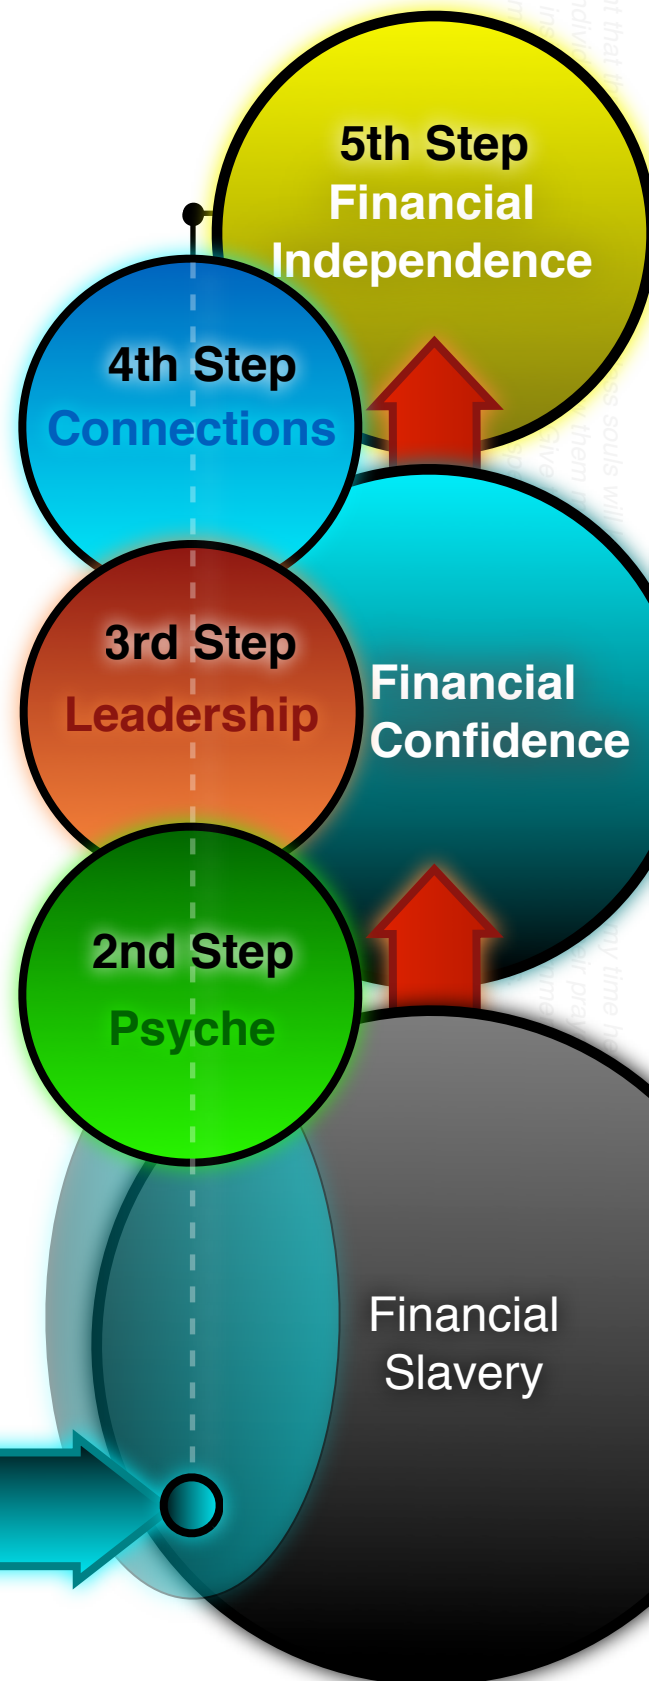 5th Step
Financial
Independence
4th Step
Connections
3rd Step
Leadership
Financial
Confidence
2nd Step
Psyche
Financial
Slavery